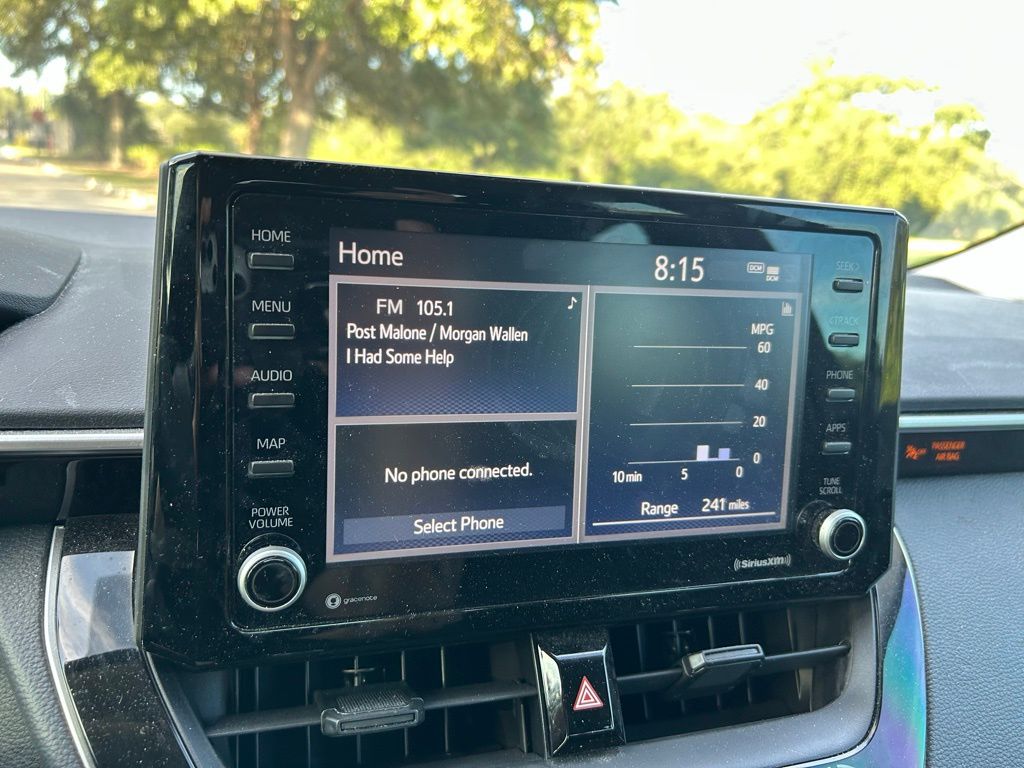 HOME
MENU
AUDIO
MAP
POWER
VOLUME
Home
8:15
DCM
DCM
FM 105.1
Post Malone / Morgan Wallen
I Had Some Help
No phone connected.
Select Phone
MPG
60
40
20
0
10 min 5 0
Range 241 miles
SEEK>
<TRACK
PHONE
APPS
TUNE
SCROLL
gracenote
((SiriusXM))
OFF
PASSENGER
AIR BAG